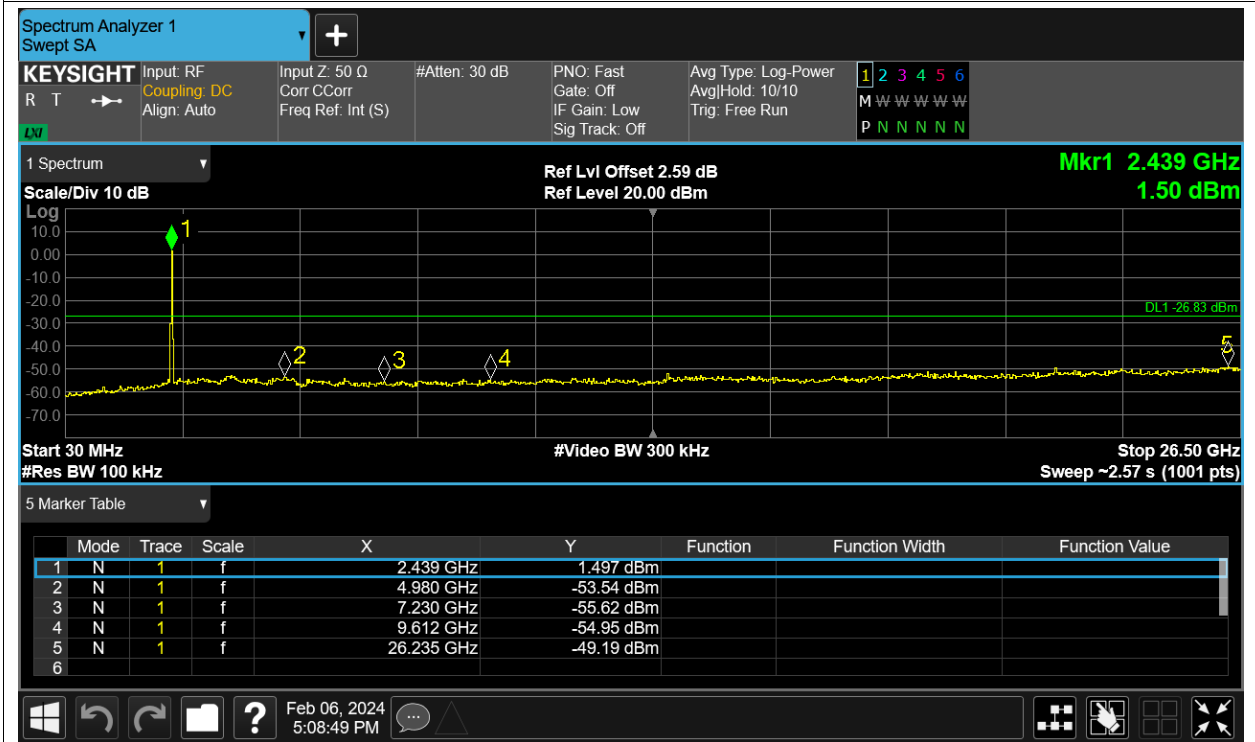 Spectrum Analyzer 1
Swept SA
+
KEYSIGHT
R T
LXI
Input: RF
Coupling: DC
Align: Auto
Input Z: 50 Ω
Corr CCorr
Freq Ref: Int (S)
#Atten: 30 dB
PNO: Fast
Gate: Off
IF Gain: Low
Sig Track: Off
Avg Type: Log-Power
Avg|Hold: 10/10
Trig: Free Run
1 2 3 4 5 6
M W W W W W
P N N N N N
1 Spectrum
Scale/Div 10 dB
Ref Lvl Offset 2.59 dB
Ref Level 20.00 dBm
Mkr1 2.439 GHz
1.50 dBm
Log
10.0
0.00
-10.0
-20.0
-30.0
-40.0
-50.0
-60.0
-70.0
1
2
3
4
5
DL1 -26.83 dBm
Start 30 MHz
#Res BW 100 kHz
#Video BW 300 kHz
Stop 26.50 GHz
Sweep ~2.57 s (1001 pts)
5 Marker Table
Mode Trace Scale X Y Function Function Width Function Value
1 N 1 f 2.439 GHz 1.497 dBm
2 N 1 f 4.980 GHz -53.54 dBm
3 N 1 f 7.230 GHz -55.62 dBm
4 N 1 f 9.612 GHz -54.95 dBm
5 N 1 f 26.235 GHz -49.19 dBm
6
?
Feb 06, 2024
5:08:49 PM